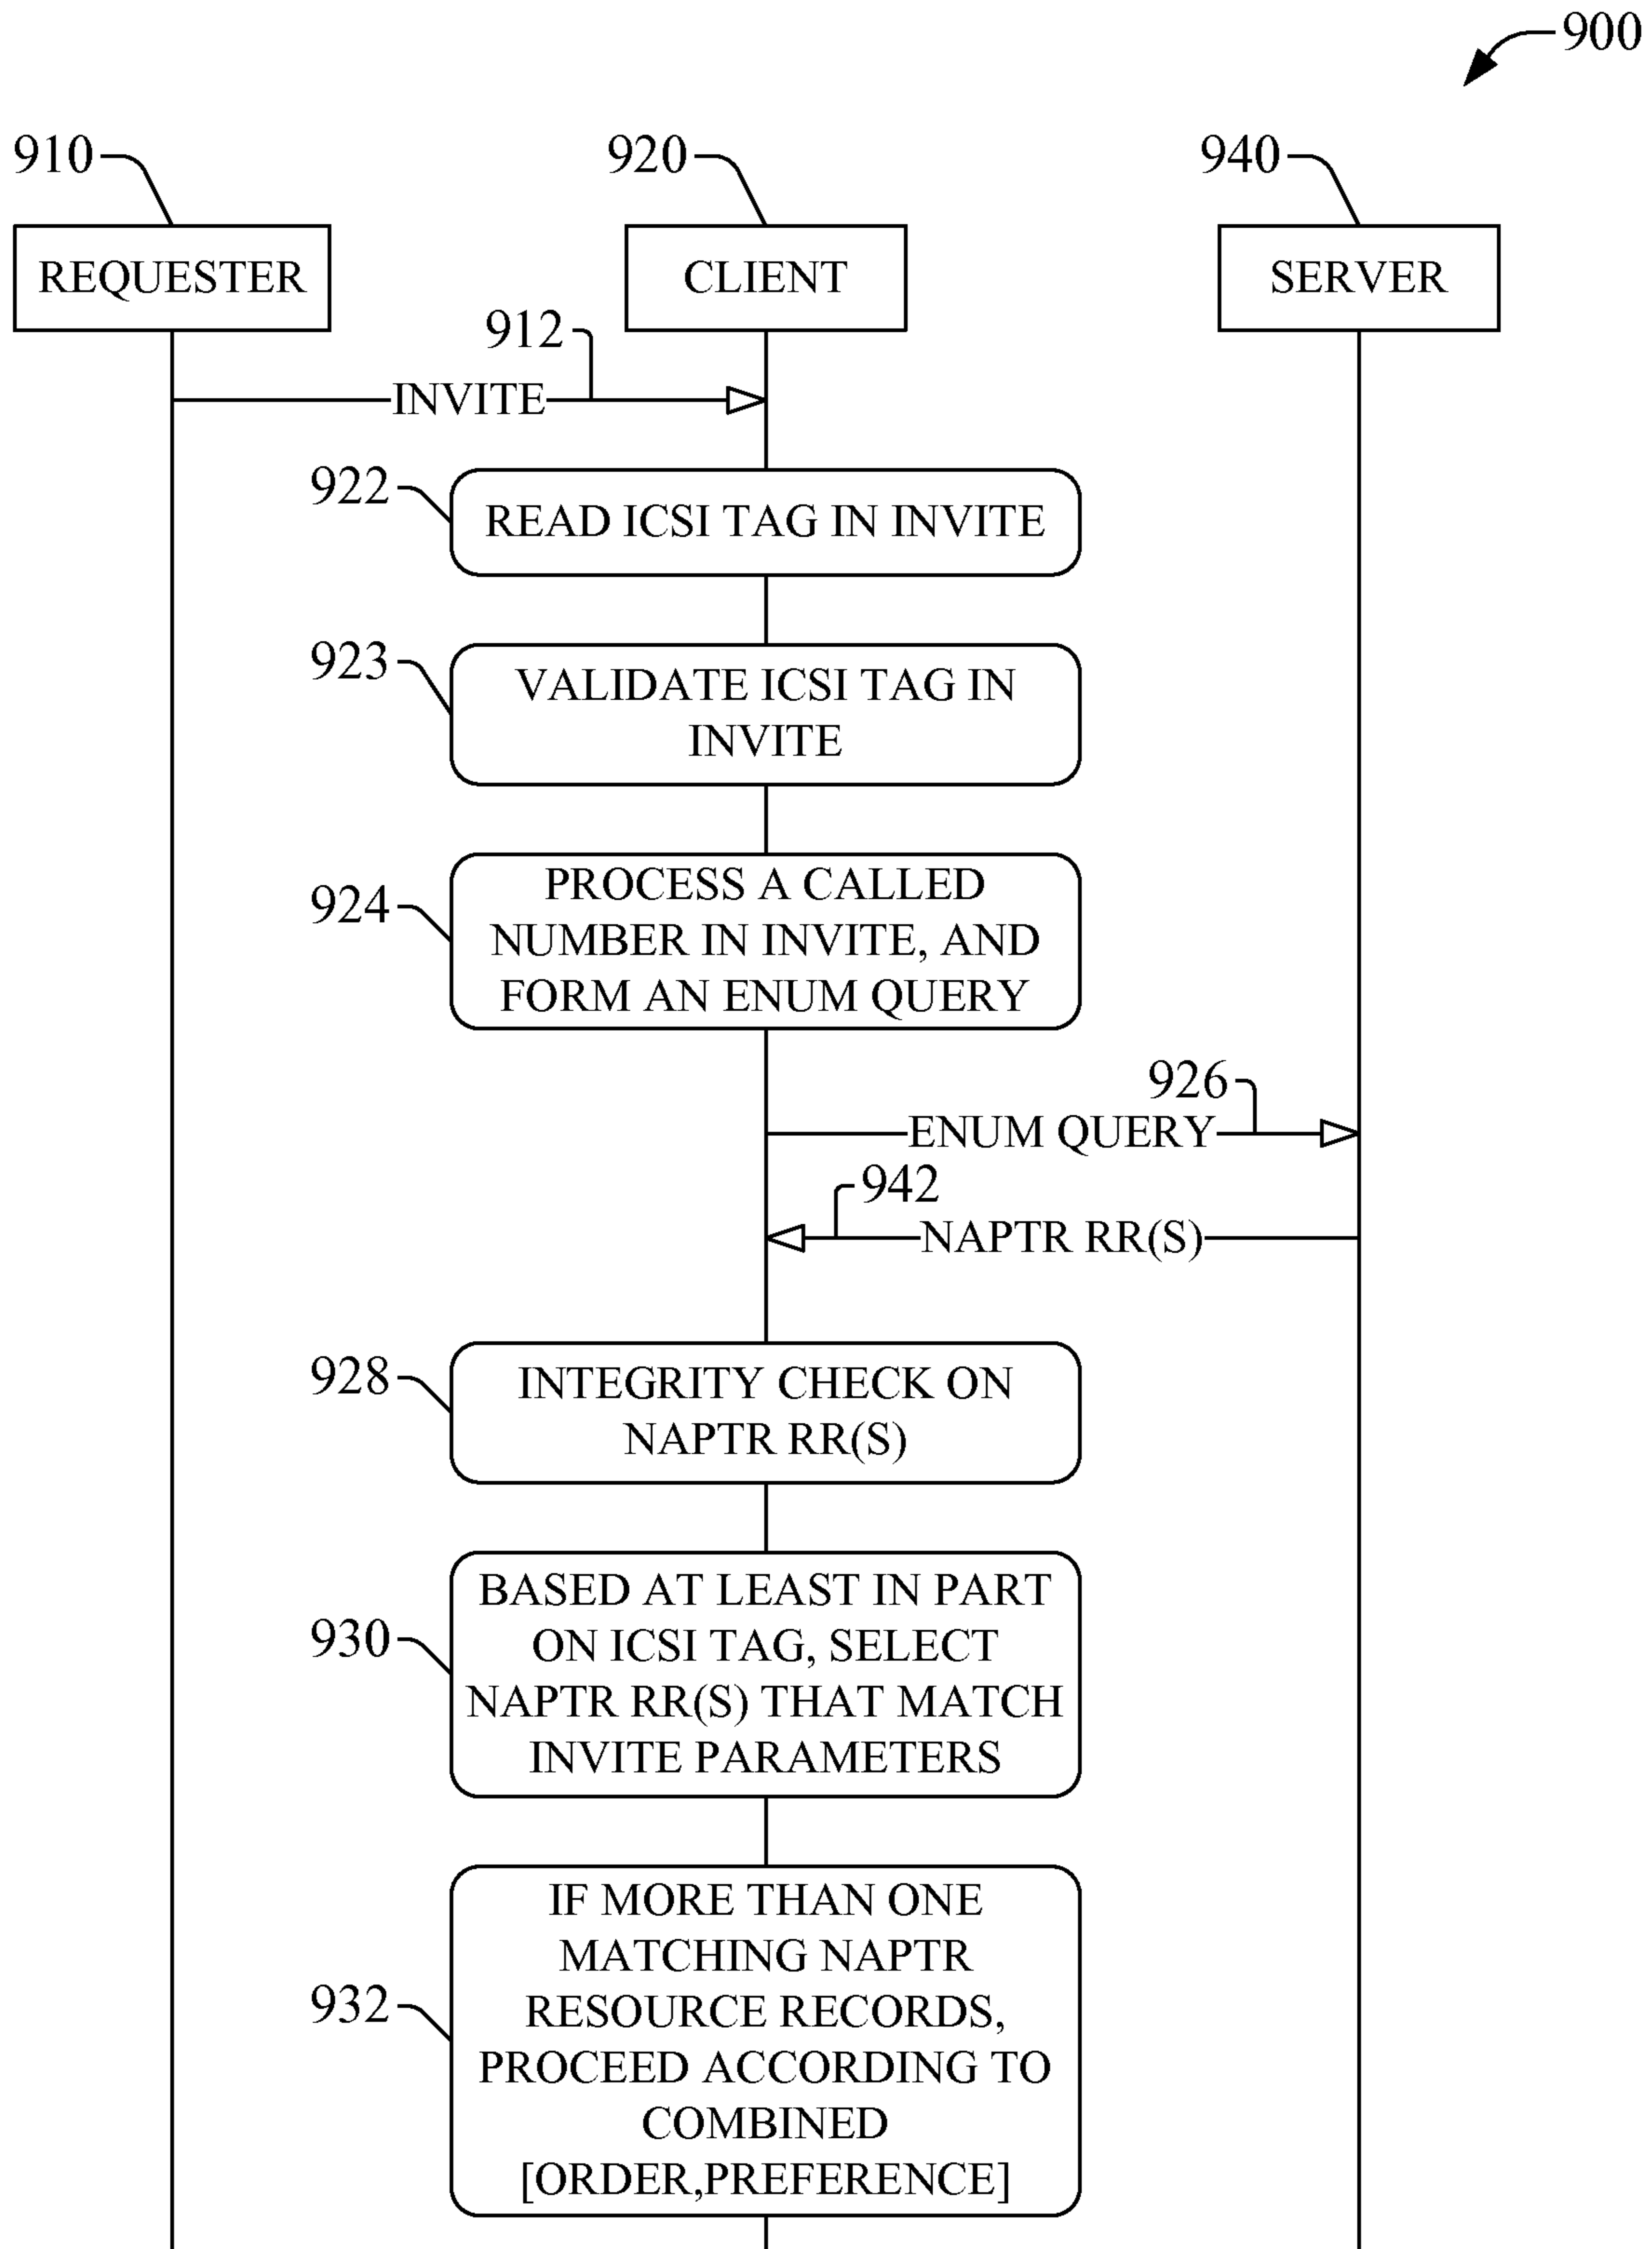 900
910
920
940
REQUESTER
CLIENT
SERVER
912
INVITE
922
READ ICSI TAG IN INVITE
923
VALIDATE ICSI TAG IN
INVITE
924
PROCESS A CALLED
NUMBER IN INVITE, AND
FORM AN ENUM QUERY
926
ENUM QUERY
942
NAPTR RR(S)
928
INTEGRITY CHECK ON
NAPTR RR(S)
930
BASED AT LEAST IN PART
ON ICSI TAG, SELECT
NAPTR RR(S) THAT MATCH
INVITE PARAMETERS
932
IF MORE THAN ONE
MATCHING NAPTR
RESOURCE RECORDS,
PROCEED ACCORDING TO
COMBINED
[ORDER,PREFERENCE]